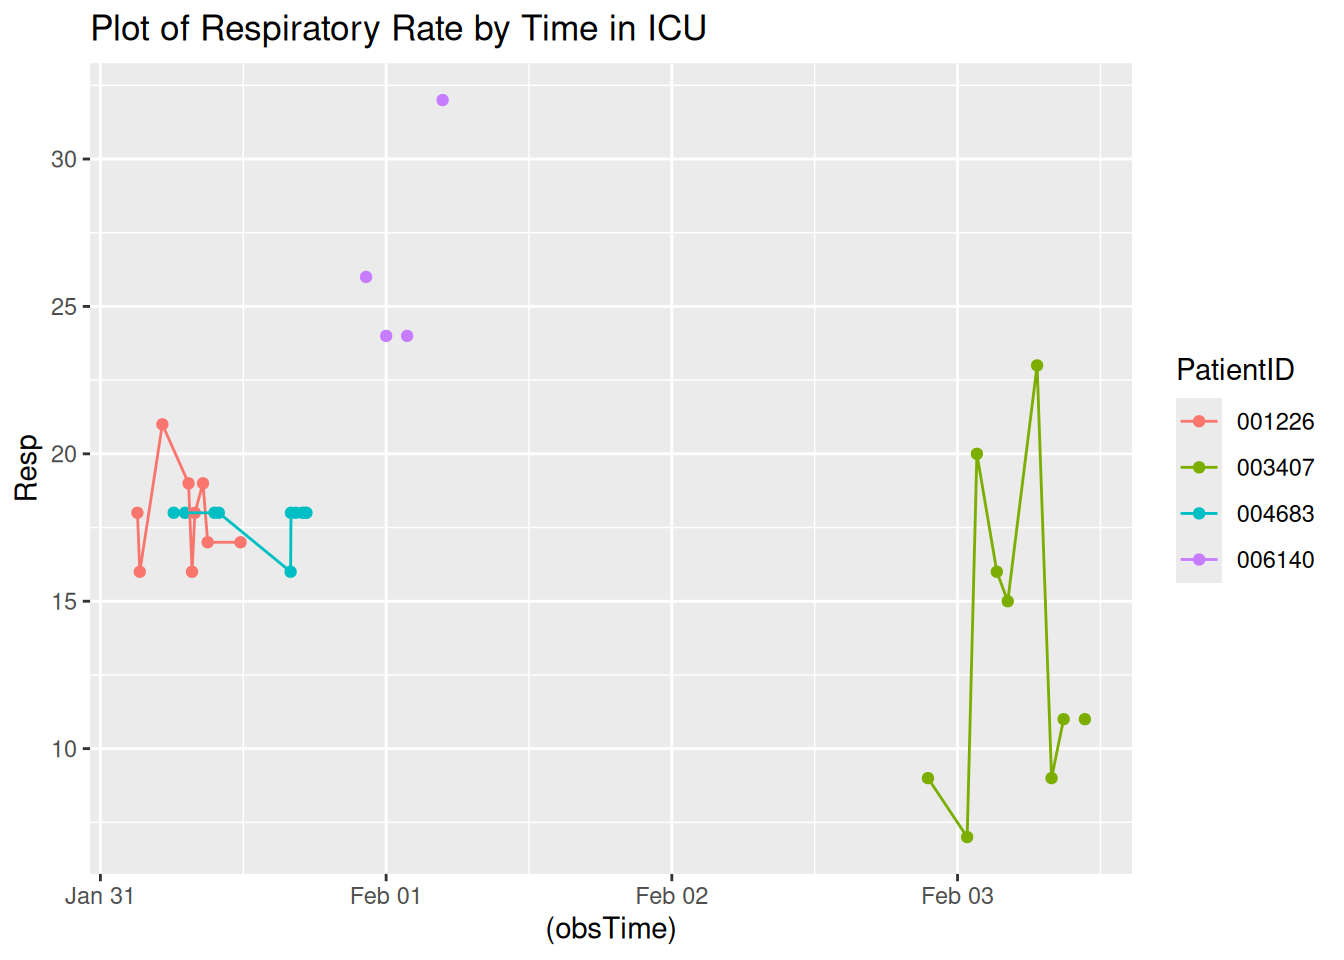 Plot of Respiratory Rate by Time in ICU
30
25
20
15
10
Resp
Jan 31
Feb 01
Feb 02
Feb 03
(obsTime)
PatientID
001226
003407
004683
006140